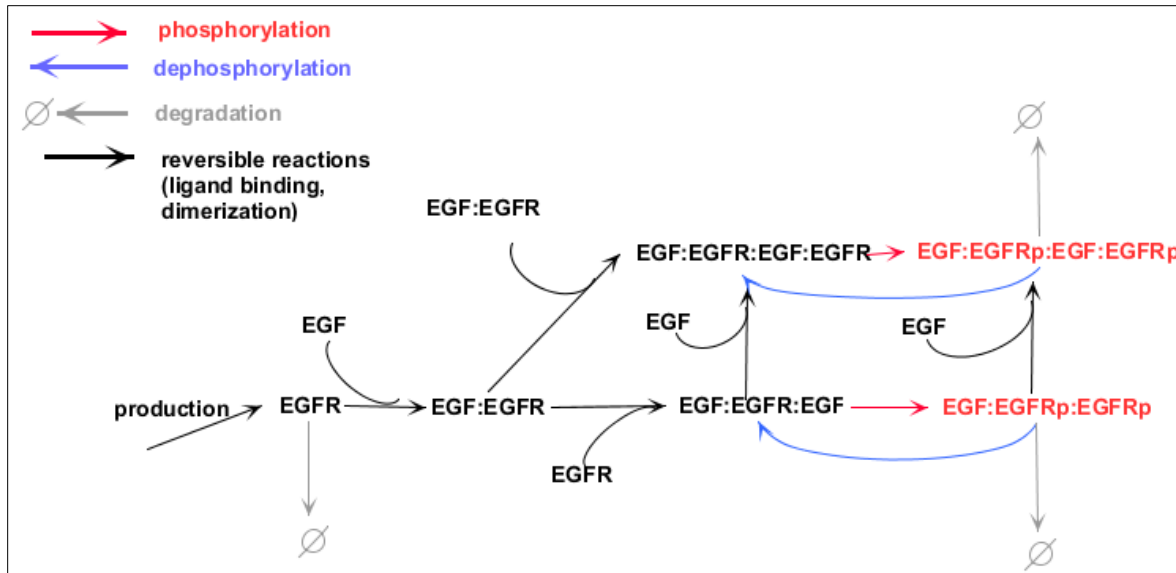 phosphorylation
dephosphorylation
degradation
reversible reactions
(ligand binding,
dimerization)
EGF:EGFR
EGF:EGFR:EGF:EGFR
EGF:EGFRp:EGF:EGFRp
EGF
EGF
EGF
production
EGFR
EGF:EGFR
EGF:EGFR:EGF
EGF:EGFRp:EGFRp
EGFR